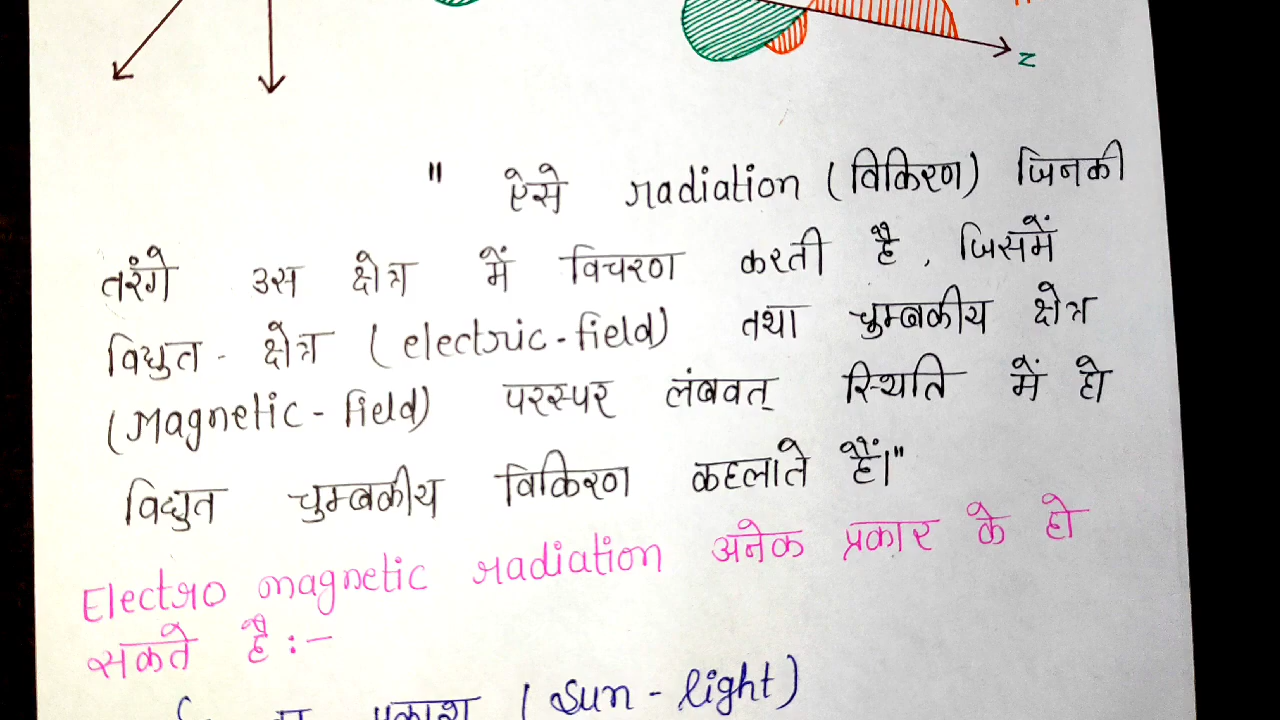 z
" ऐसे radiation (विकिरण) जिनकी
तरंगे उस क्षेत्र में विचरण करती है, जिसमें
विद्युत - क्षेत्र (electric-field) तथा चुम्बकीय क्षेत्र
(Magnetic-field) परस्पर लंबवत् स्थिति में हो
विद्युत चुम्बकीय विकिरण कहलाते हैं।"
Electro magnetic radiation अनेक प्रकार के हो
सकते है :-
प्रकाश (Sun-light)